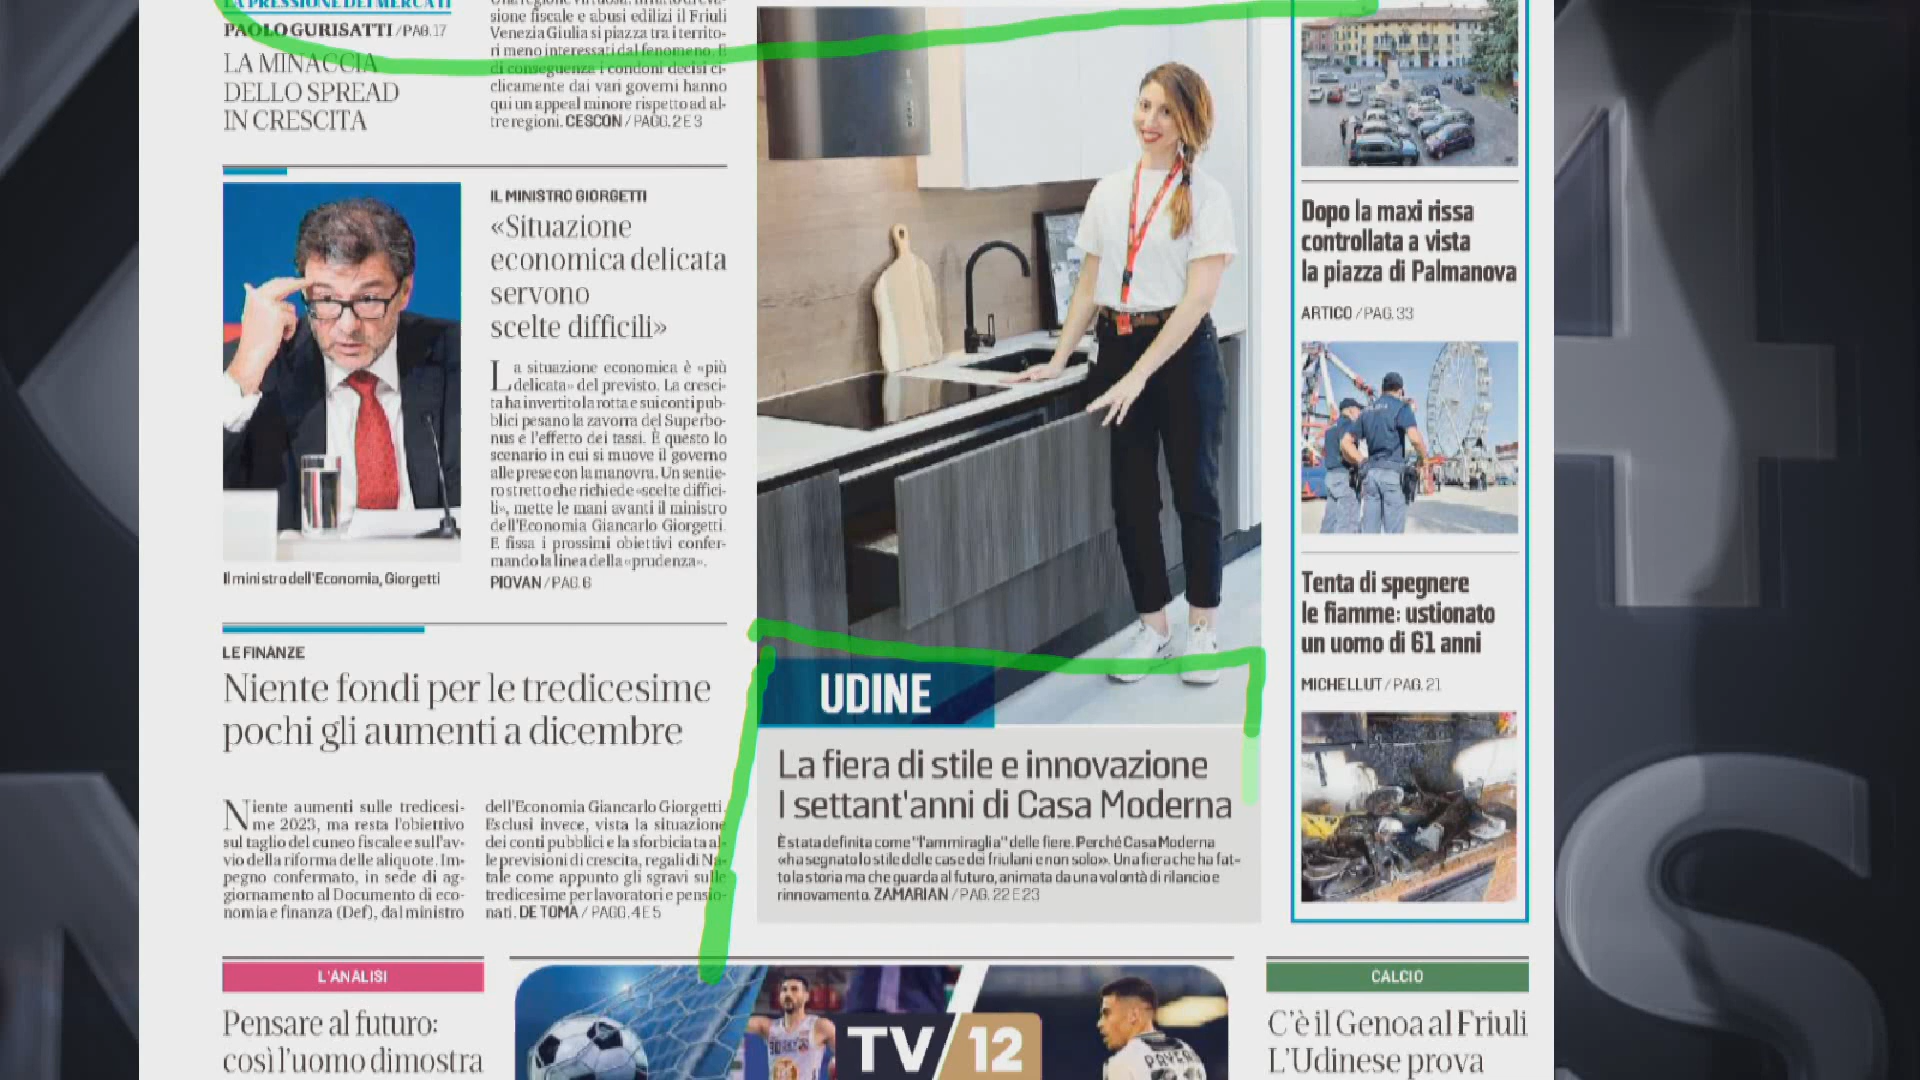 LA PRESSIONE DEI MERCATI
PAOLO GURISATTI / PAG. 17
LA MINACCIA
DELLO SPREAD
IN CRESCITA
sione fiscale e abusi edilizi il Friuli
Venezia Giulia si piazza tra i territo-
ri meno interessati dal fenomeno. E
di conseguenza i condoni decisi ci-
clicamente dai vari governi hanno
qui un appeal minore rispetto ad al-
tre regioni. CESCON / PAGG. 2 E 3
IL MINISTRO GIORGETTI
«Situazione
economica delicata
servono
scelte difficili»
La situazione economica è «più
delicata» del previsto. La cresci-
ta ha invertito la rotta e sui conti pub-
blici pesano la zavorra del Superbo-
nus e l'effetto dei tassi. È questo lo
scenario in cui si muove il governo
alle prese con la manovra. Un sentie-
ro stretto che richiede «scelte diffici-
li», mette le mani avanti il ministro
dell'Economia Giancarlo Giorgetti.
E fissa i prossimi obiettivi confer-
mando la linea della «prudenza».
PIOVAN / PAG. 6
Il ministro dell'Economia, Giorgetti
LE FINANZE
Niente fondi per le tredicesime
pochi gli aumenti a dicembre
Niente aumenti sulle tredicesi-
me 2023, ma resta l'obiettivo
sul taglio del cuneo fiscale e sull'av-
vio della riforma delle aliquote. Im-
pegno confermato, in sede di ag-
giornamento al Documento di eco-
nomia e finanza (Def), dal ministro
dell'Economia Giancarlo Giorgetti.
Esclusi invece, vista la situazione
dei conti pubblici e la sforbiciata al-
le previsioni di crescita, regali di Na-
tale come appunto gli sgravi sulle
tredicesime per lavoratori e pensio-
nati. DE TOMA / PAGG. 4 E 5
UDINE
La fiera di stile e innovazione
I settant'anni di Casa Moderna
È stata definita come "l'ammiraglia" delle fiere. Perché Casa Moderna
«ha segnato lo stile delle case dei friulani e non solo». Una fiera che ha fat-
to la storia ma che guarda al futuro, animata da una volontà di rilancio e
rinnovamento. ZAMARIAN / PAG. 22 E 23
Dopo la maxi rissa
controllata a vista
la piazza di Palmanova
ARTICO / PAG. 33
Tenta di spegnere
le fiamme: ustionato
un uomo di 61 anni
MICHELLUT / PAG. 21
L'ANALISI
Pensare al futuro:
così l'uomo dimostra
TV 12
CALCIO
C'è il Genoa al Friuli
L'Udinese prova